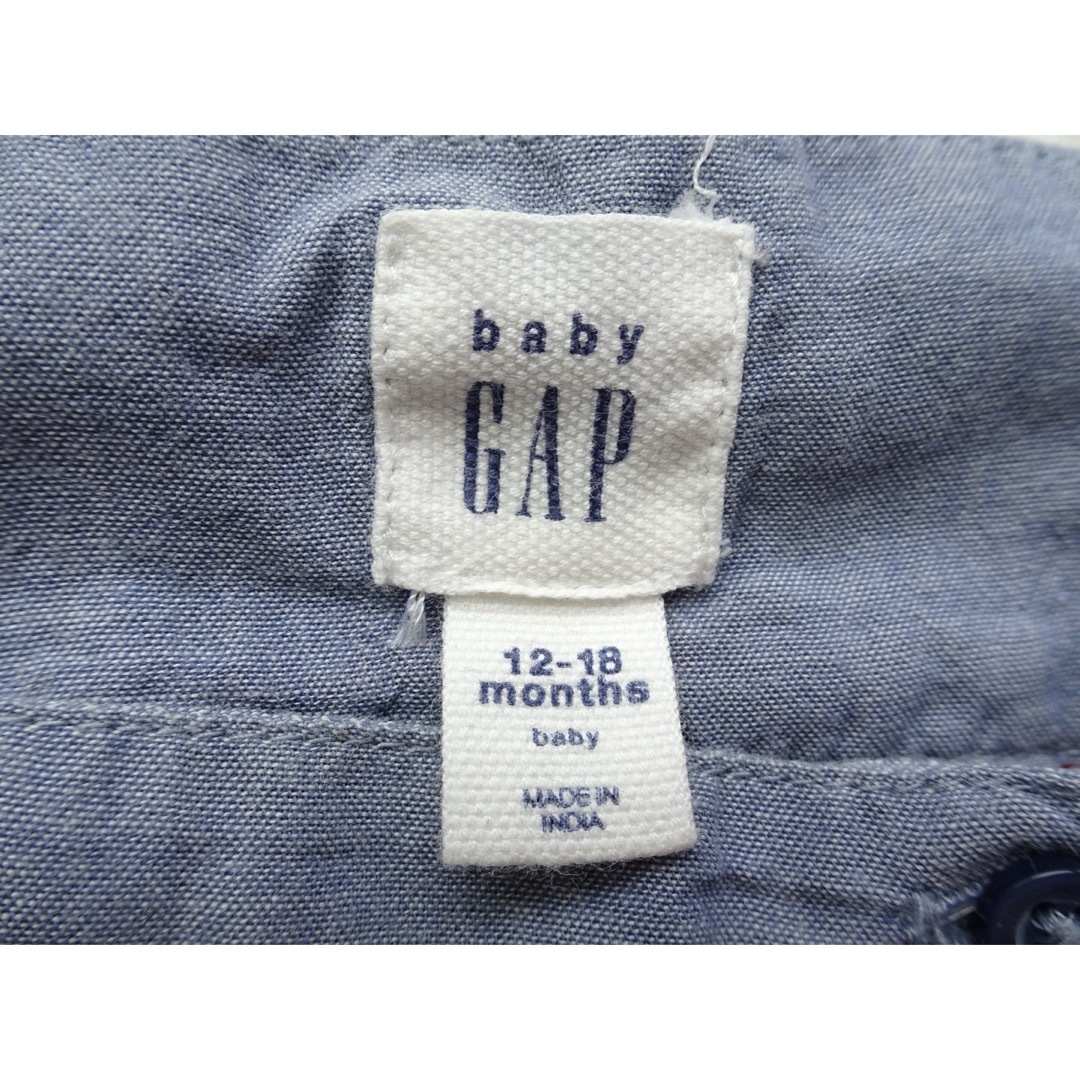 baby
GAP
12-18
months
baby
MADE IN
INDIA